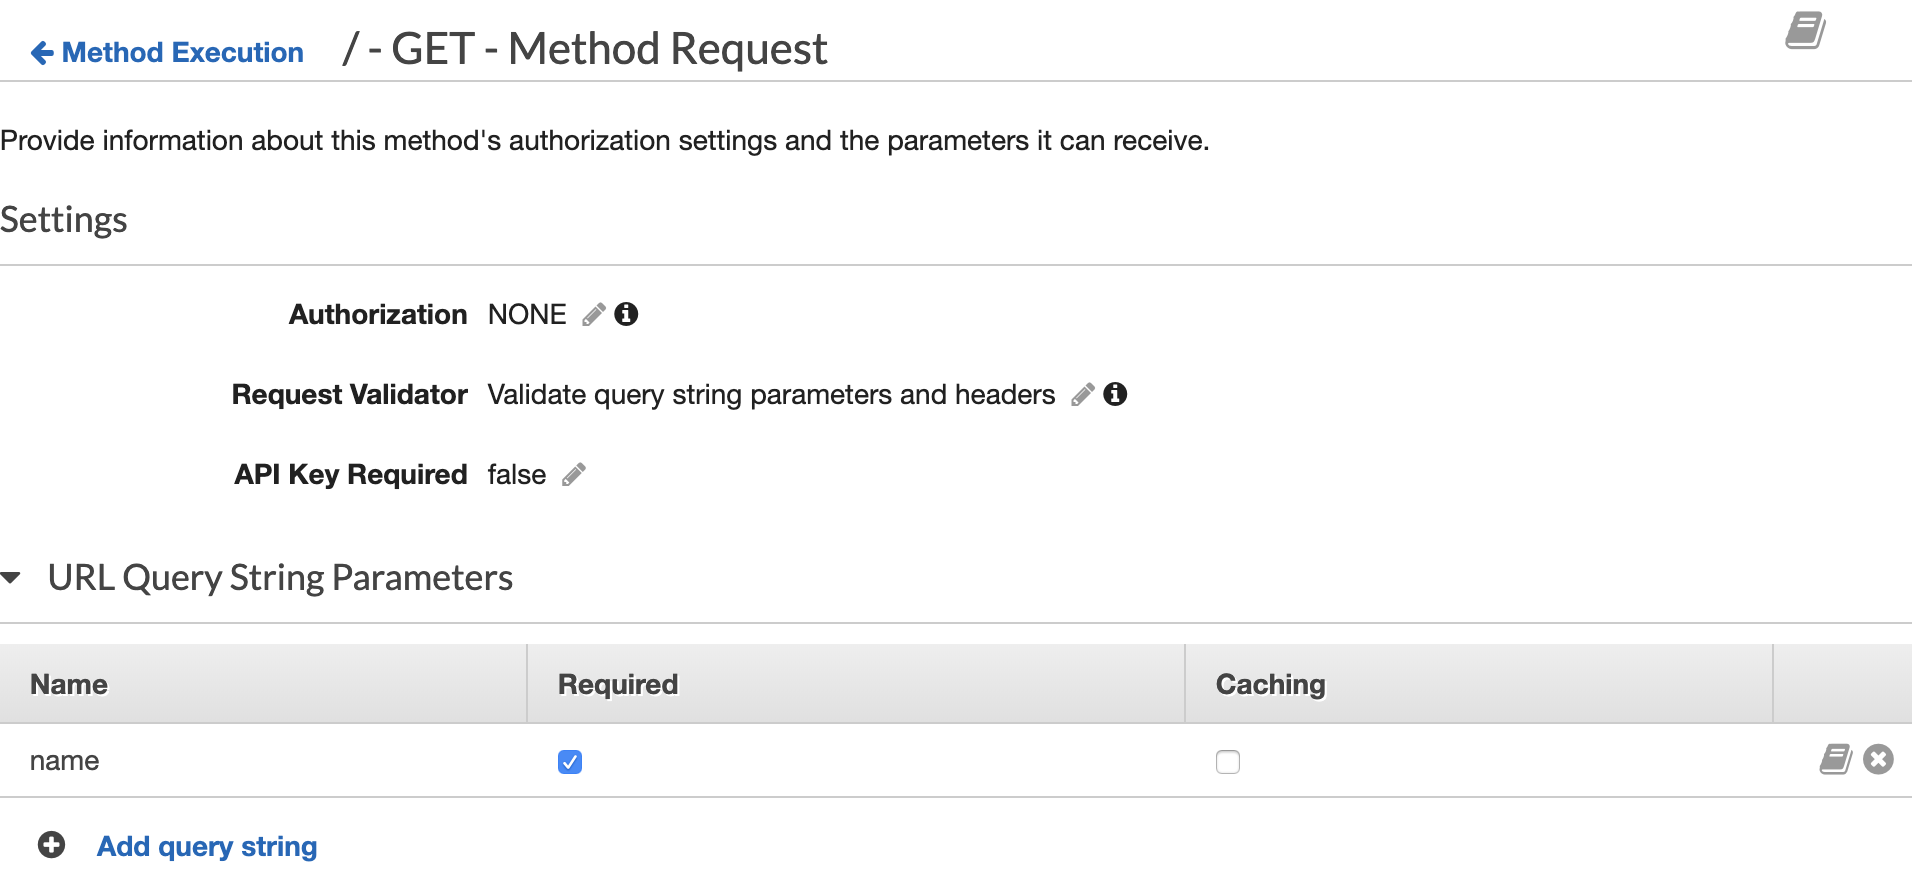 Method Execution / - GET - Method Request
Provide information about this method's authorization settings and the parameters it can receive.
Settings
Authorization NONE
Request Validator Validate query string parameters and headers
API Key Required false
URL Query String Parameters
Name Required Caching
name
Add query string